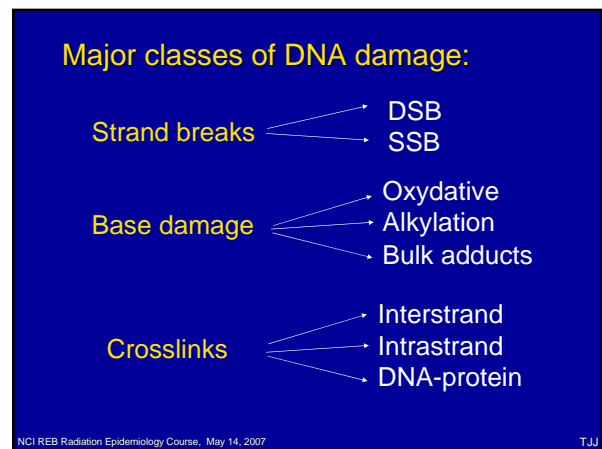 Major classes of DNA damage:
Strand breaks
DSB
SSB
Base damage
Oxydative
Alkylation
Bulk adducts
Crosslinks
Interstrand
Intrastrand
DNA-protein
NCI REB Radiation Epidemiology Course, May 14, 2007
TJJ